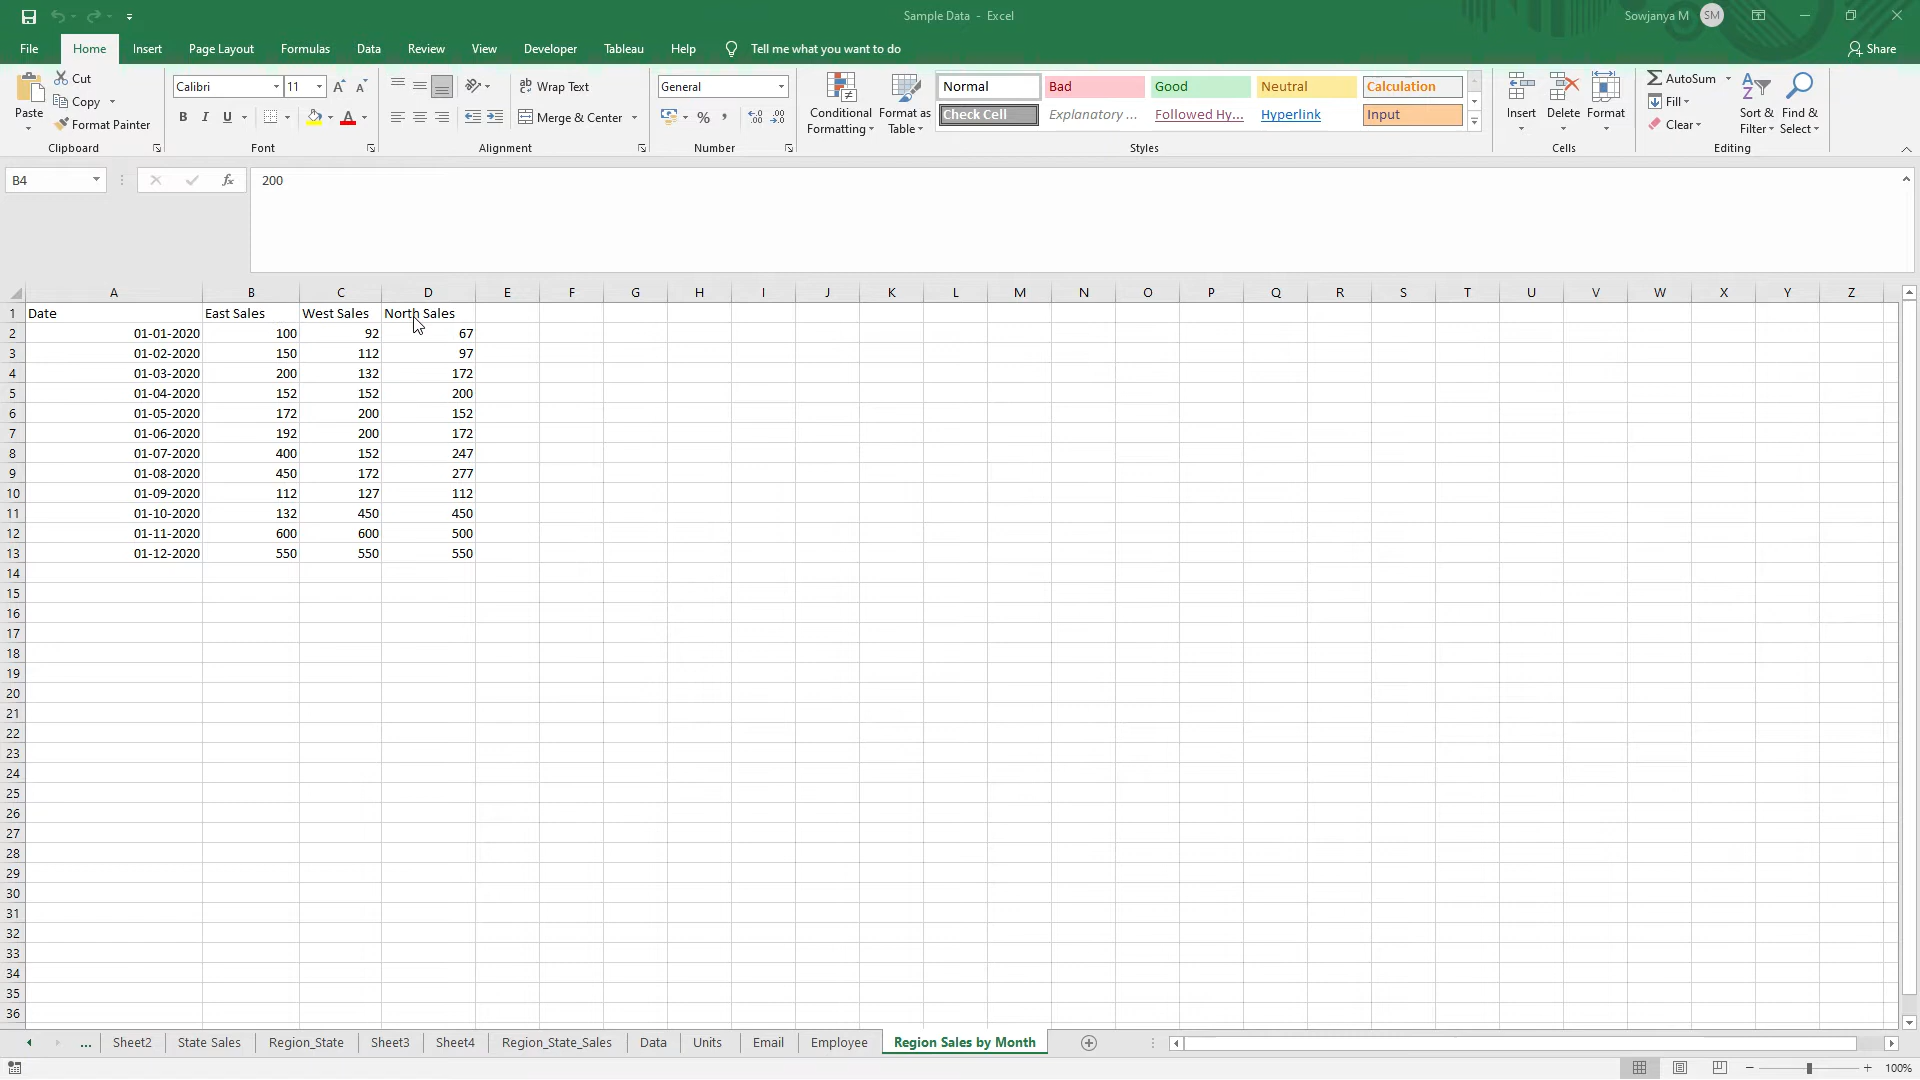 Sample Data - Excel
Sowjanya M SM
File Home Insert Page Layout Formulas Data Review View Developer Tableau Help Tell me what you want to do Share
Paste
Cut
Copy
Format Painter
Clipboard
Calibri 11
B I U
Font
Wrap Text
Merge & Center
Alignment
General
Number
Conditional Formatting
Format as Table
Normal Bad Good Neutral Calculation
Check Cell Explanatory ... Followed Hy... Hyperlink Input
Styles
Insert Delete Format
Cells
AutoSum
Fill
Clear
Sort & Filter
Find & Select
Editing
B4 fx 200
A B C D E F G H I J K L M N O P Q R S T U V W X Y Z
1 Date East Sales West Sales North Sales
2 01-01-2020 100 92 67
3 01-02-2020 150 112 97
4 01-03-2020 200 132 172
5 01-04-2020 152 152 200
6 01-05-2020 172 200 152
7 01-06-2020 192 200 172
8 01-07-2020 400 152 247
9 01-08-2020 450 172 277
10 01-09-2020 112 127 112
11 01-10-2020 132 450 450
12 01-11-2020 600 600 500
13 01-12-2020 550 550 550
14
15
16
17
18
19
20
21
22
23
24
25
26
27
28
29
30
31
32
33
34
35
36
... Sheet2 State Sales Region_State Sheet3 Sheet4 Region_State_Sales Data Units Email Employee Region Sales by Month
100%